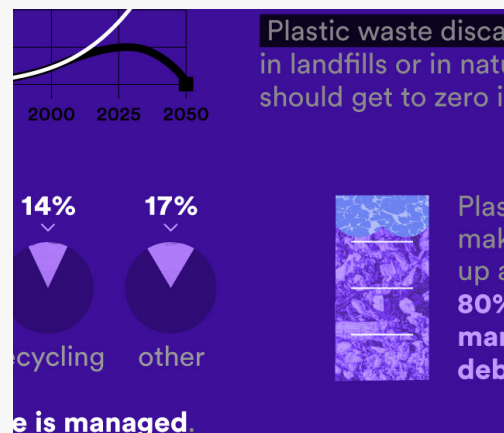 Plastic waste disca
in landfills or in natu
should get to zero i
2000 2025 2050
14% 17%
ecycling other
Plas
mak
up a
80%
mar
deb
e is managed.